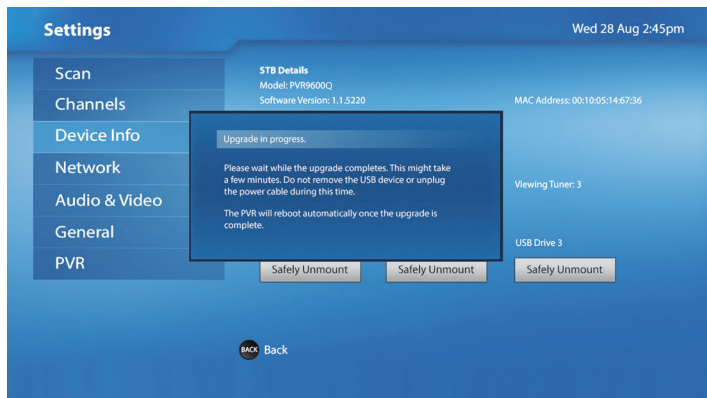 Settings
Wed 28 Aug 2:45pm
Scan
Channels
Device Info
Network
Audio & Video
General
PVR
STB Details
Model: PVR9600Q
Software Version: 1.1.5220
MAC Address: 00:10:05:14:67:36
Upgrade in progress.
Please wait while the upgrade completes. This might take
a few minutes. Do not remove the USB device or unplug
the power cable during this time.
The PVR will reboot automatically once the upgrade is
complete.
Viewing Tuner: 3
USB Drive 3
Safely Unmount
Safely Unmount
Safely Unmount
BACK Back